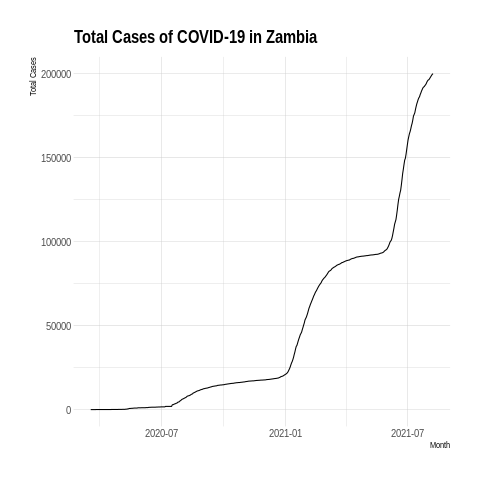 Total Cases of COVID-19 in Zambia
Total Cases
200000
150000
100000
50000
0
2020-07 2021-01 2021-07
Month